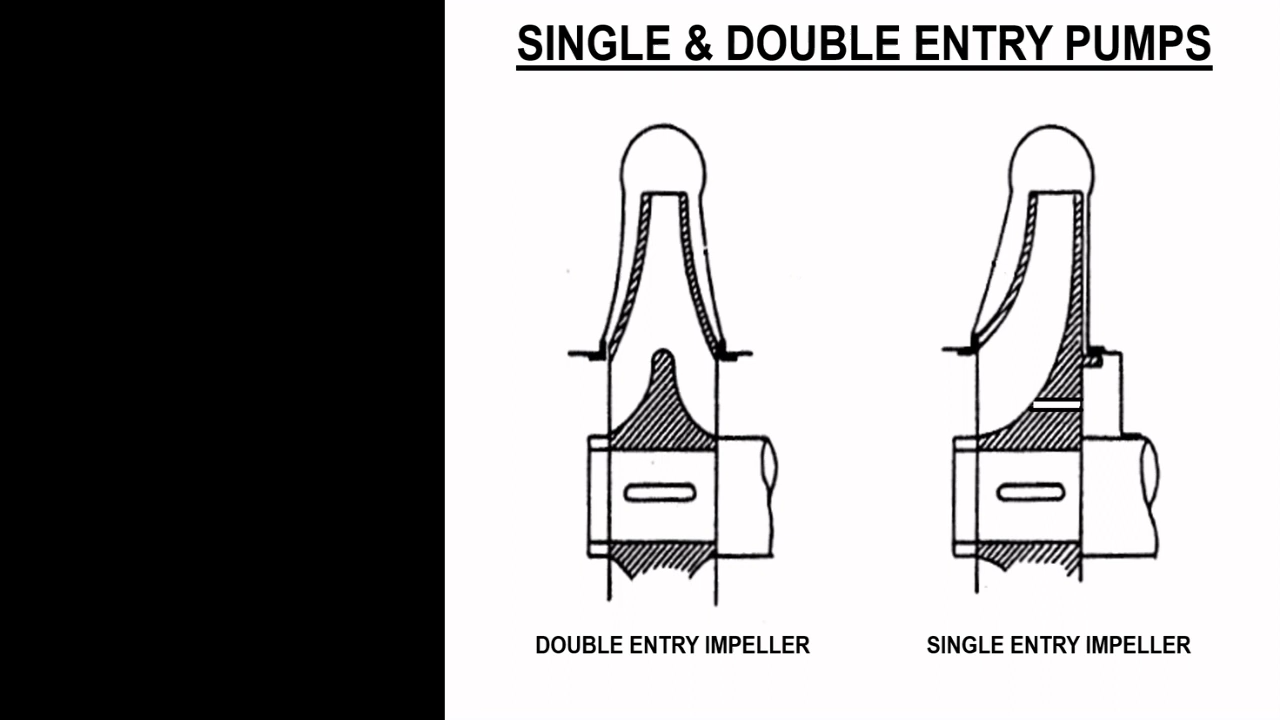 SINGLE & DOUBLE ENTRY PUMPS
DOUBLE ENTRY IMPELLER
SINGLE ENTRY IMPELLER